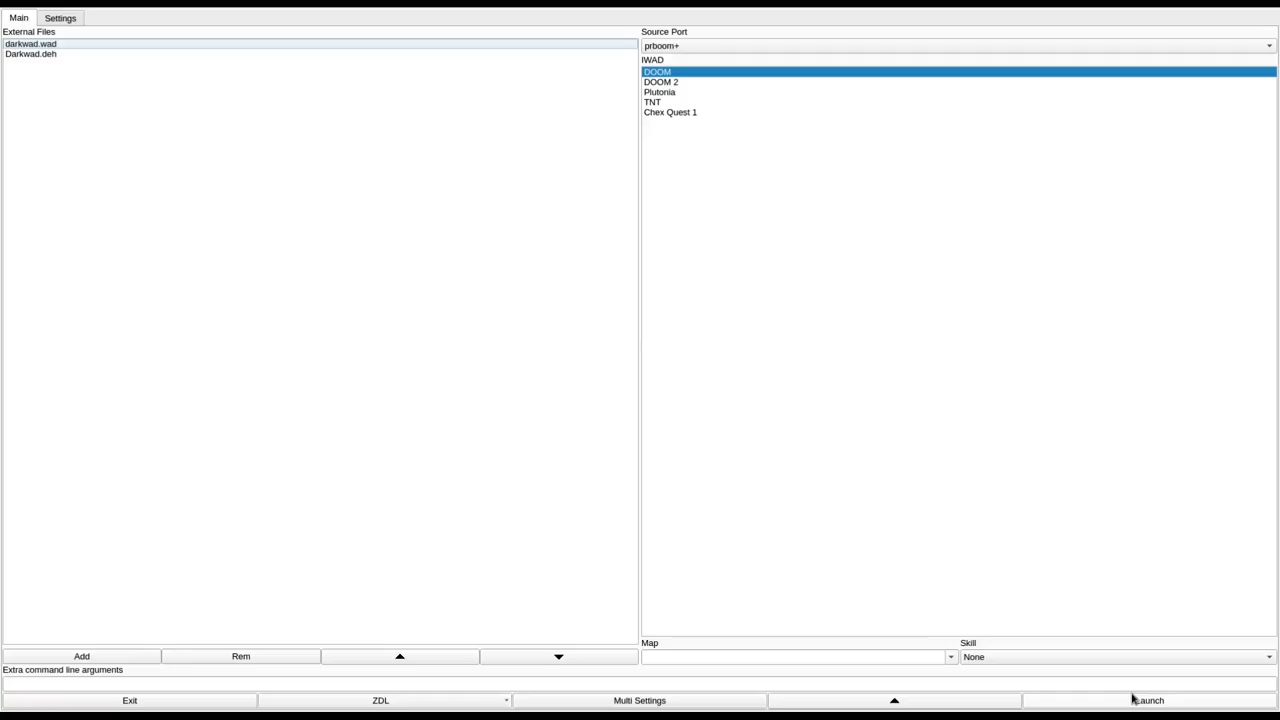 Main Settings
External Files
darkwad.wad
Darkwad.deh
Source Port
prboom+
IWAD
DOOM
DOOM 2
Plutonia
TNT
Chex Quest 1
Map Skill
None
Add Rem
Extra command line arguments
Exit ZDL Multi Settings Launch